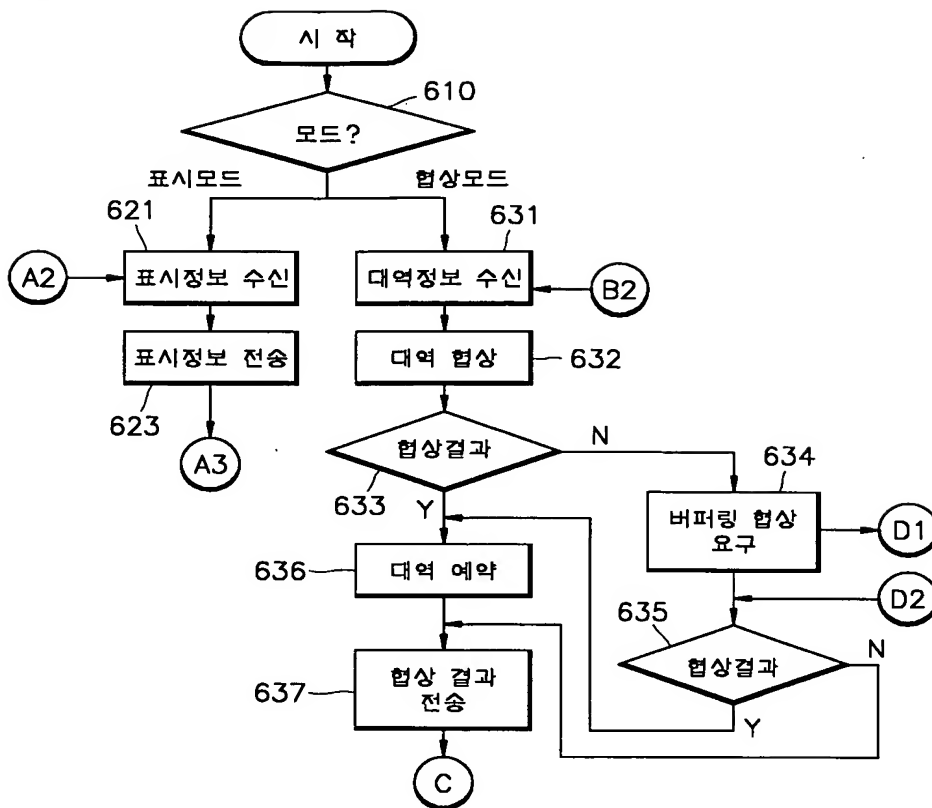 시 작
610
모드?
표시모드
협상모드
621
631
A2
표시정보 수신
대역정보 수신
B2
표시정보 전송
대역 협상
632
623
A3
협상결과
N
633
Y
634
버퍼링 협상
요구
D1
636
대역 예약
D2
635
N
협상결과
637
협상 결과
전송
Y
C